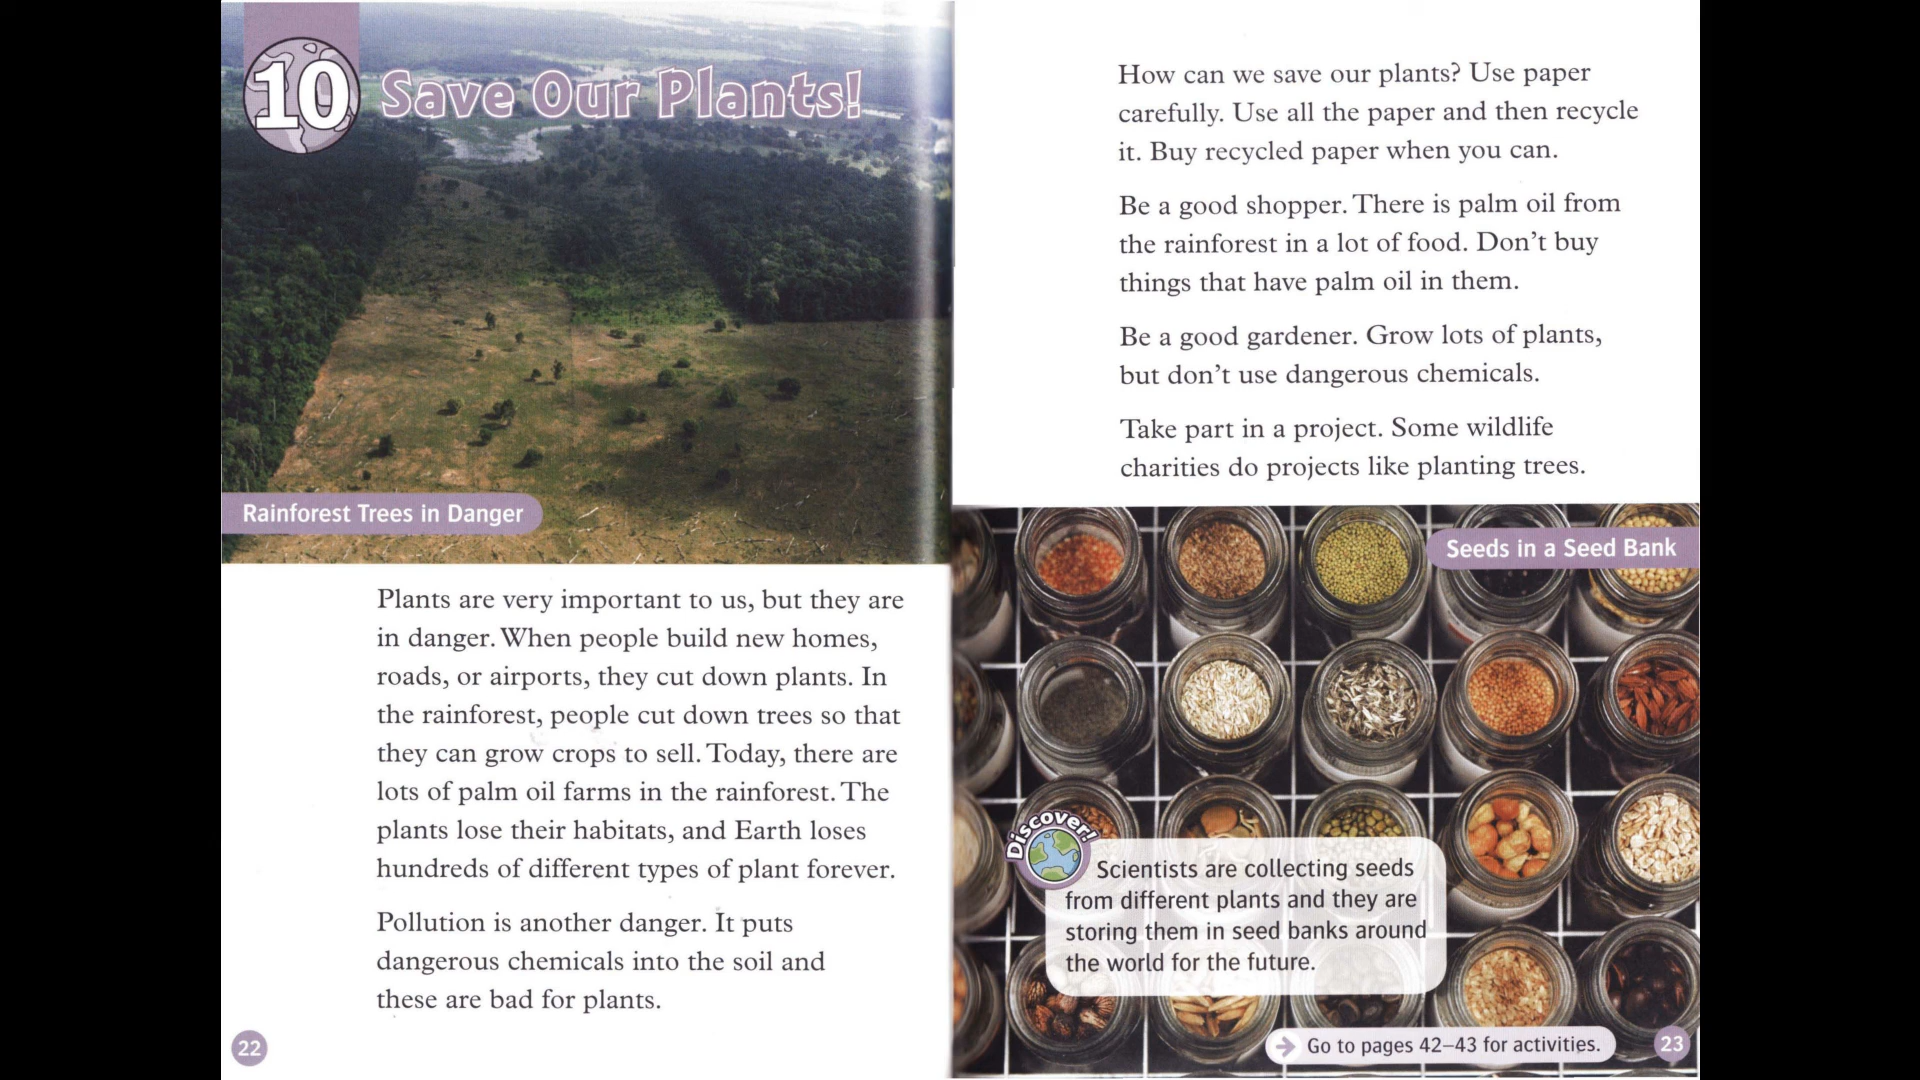 10 Save Our Plants!
Rainforest Trees in Danger
Plants are very important to us, but they are
in danger. When people build new homes,
roads, or airports, they cut down plants. In
the rainforest, people cut down trees so that
they can grow crops to sell. Today, there are
lots of palm oil farms in the rainforest. The
plants lose their habitats, and Earth loses
hundreds of different types of plant forever.
Pollution is another danger. It puts
dangerous chemicals into the soil and
these are bad for plants.
22
How can we save our plants? Use paper
carefully. Use all the paper and then recycle
it. Buy recycled paper when you can.
Be a good shopper. There is palm oil from
the rainforest in a lot of food. Don't buy
things that have palm oil in them.
Be a good gardener. Grow lots of plants,
but don't use dangerous chemicals.
Take part in a project. Some wildlife
charities do projects like planting trees.
Seeds in a Seed Bank
Discover!
Scientists are collecting seeds
from different plants and they are
storing them in seed banks around
the world for the future.
Go to pages 42–43 for activities.
23